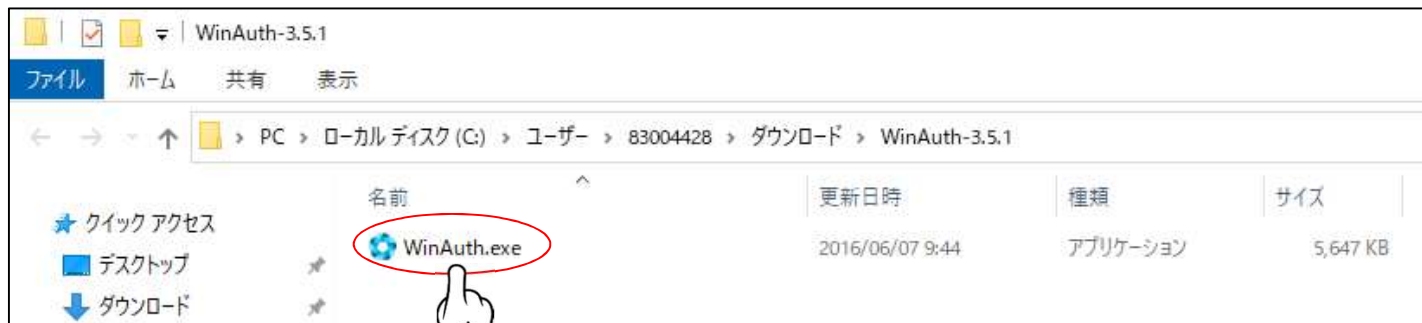 WinAuth-3.5.1
ファイル ホーム 共有 表示
PC > ローカル ディスク (C:) > ユーザー > 83004428 > ダウンロード > WinAuth-3.5.1
名前 更新日時 種類 サイズ
クイック アクセス
WinAuth.exe 2016/06/07 9:44 アプリケーション 5,647 KB
デスクトップ
ダウンロード